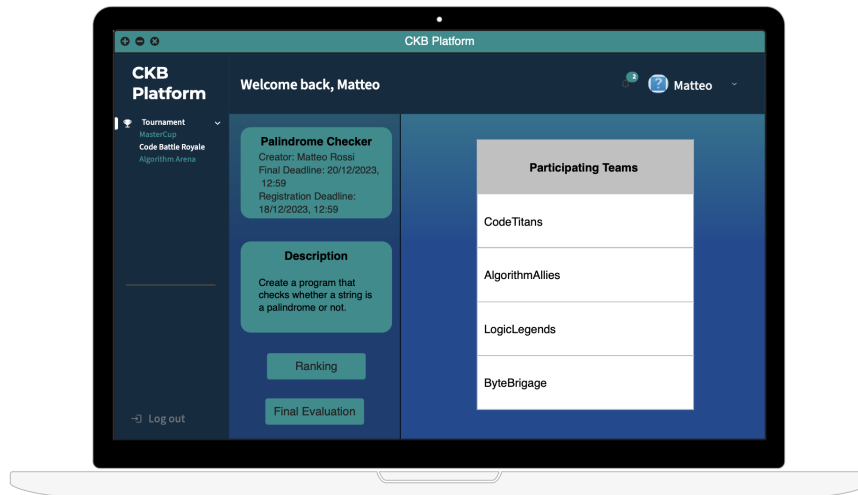 CKB Platform
CKB
Platform
Welcome back, Matteo
2
?
Matteo
Tournament
MasterCup
Code Battle Royale
Algorithm Arena
Palindrome Checker
Creator: Matteo Rossi
Final Deadline: 20/12/2023,
12:59
Registration Deadline:
18/12/2023, 12:59
Description
Create a program that
checks whether a string is
a palindrome or not.
Ranking
Final Evaluation
Participating Teams
CodeTitans
AlgorithmAllies
LogicLegends
ByteBrigage
Log out